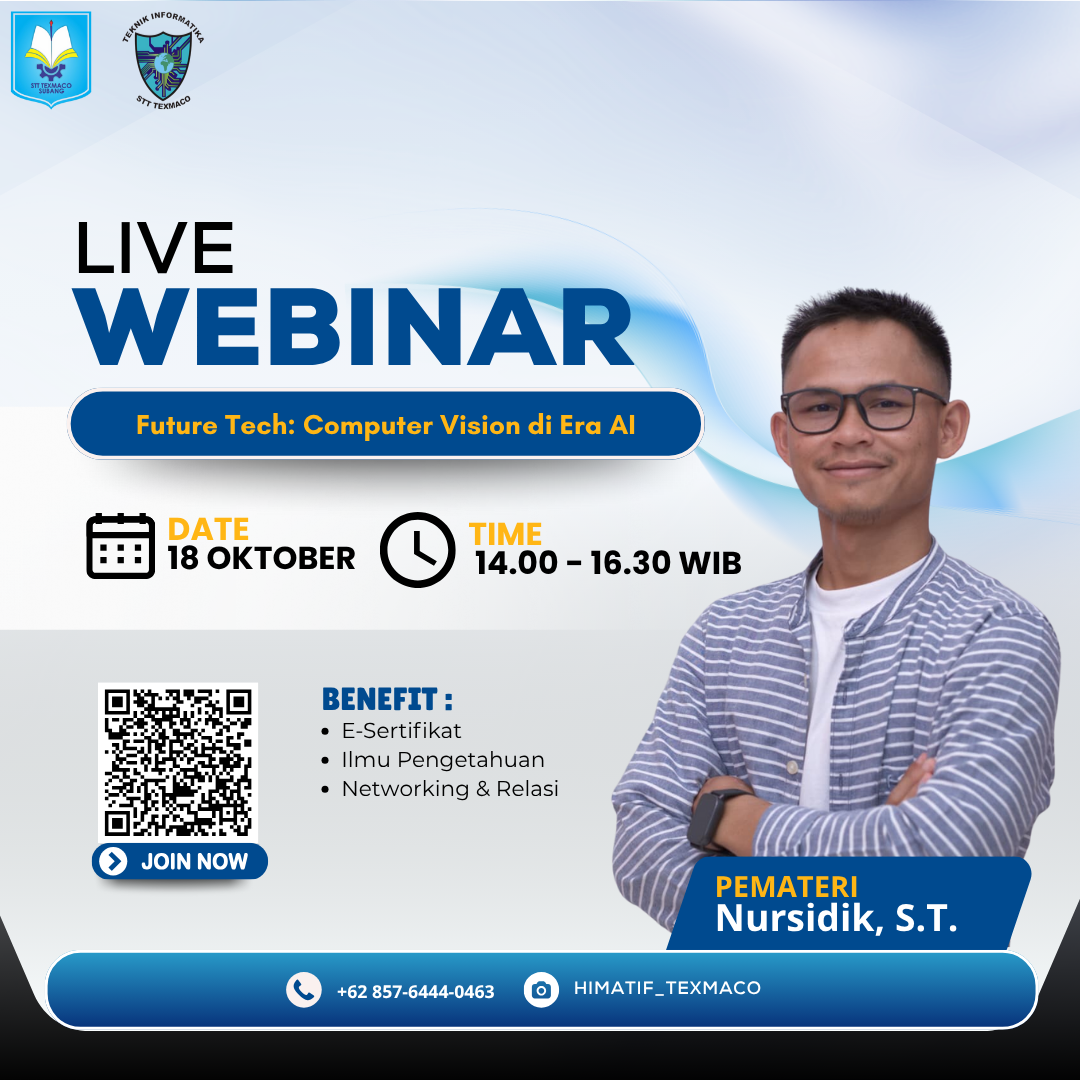 STT TEXMACO
SUBANG
TEKNIK INFORMATIKA
STT TEXMACO
LIVE
WEBINAR
Future Tech: Computer Vision di Era AI
DATE
18 OKTOBER
TIME
14.00 - 16.30 WIB
BENEFIT :
• E-Sertifikat
• Ilmu Pengetahuan
• Networking & Relasi
JOIN NOW
PEMATERI
Nursidik, S.T.
+62 857-6444-0463
HIMATIF_TEXMACO